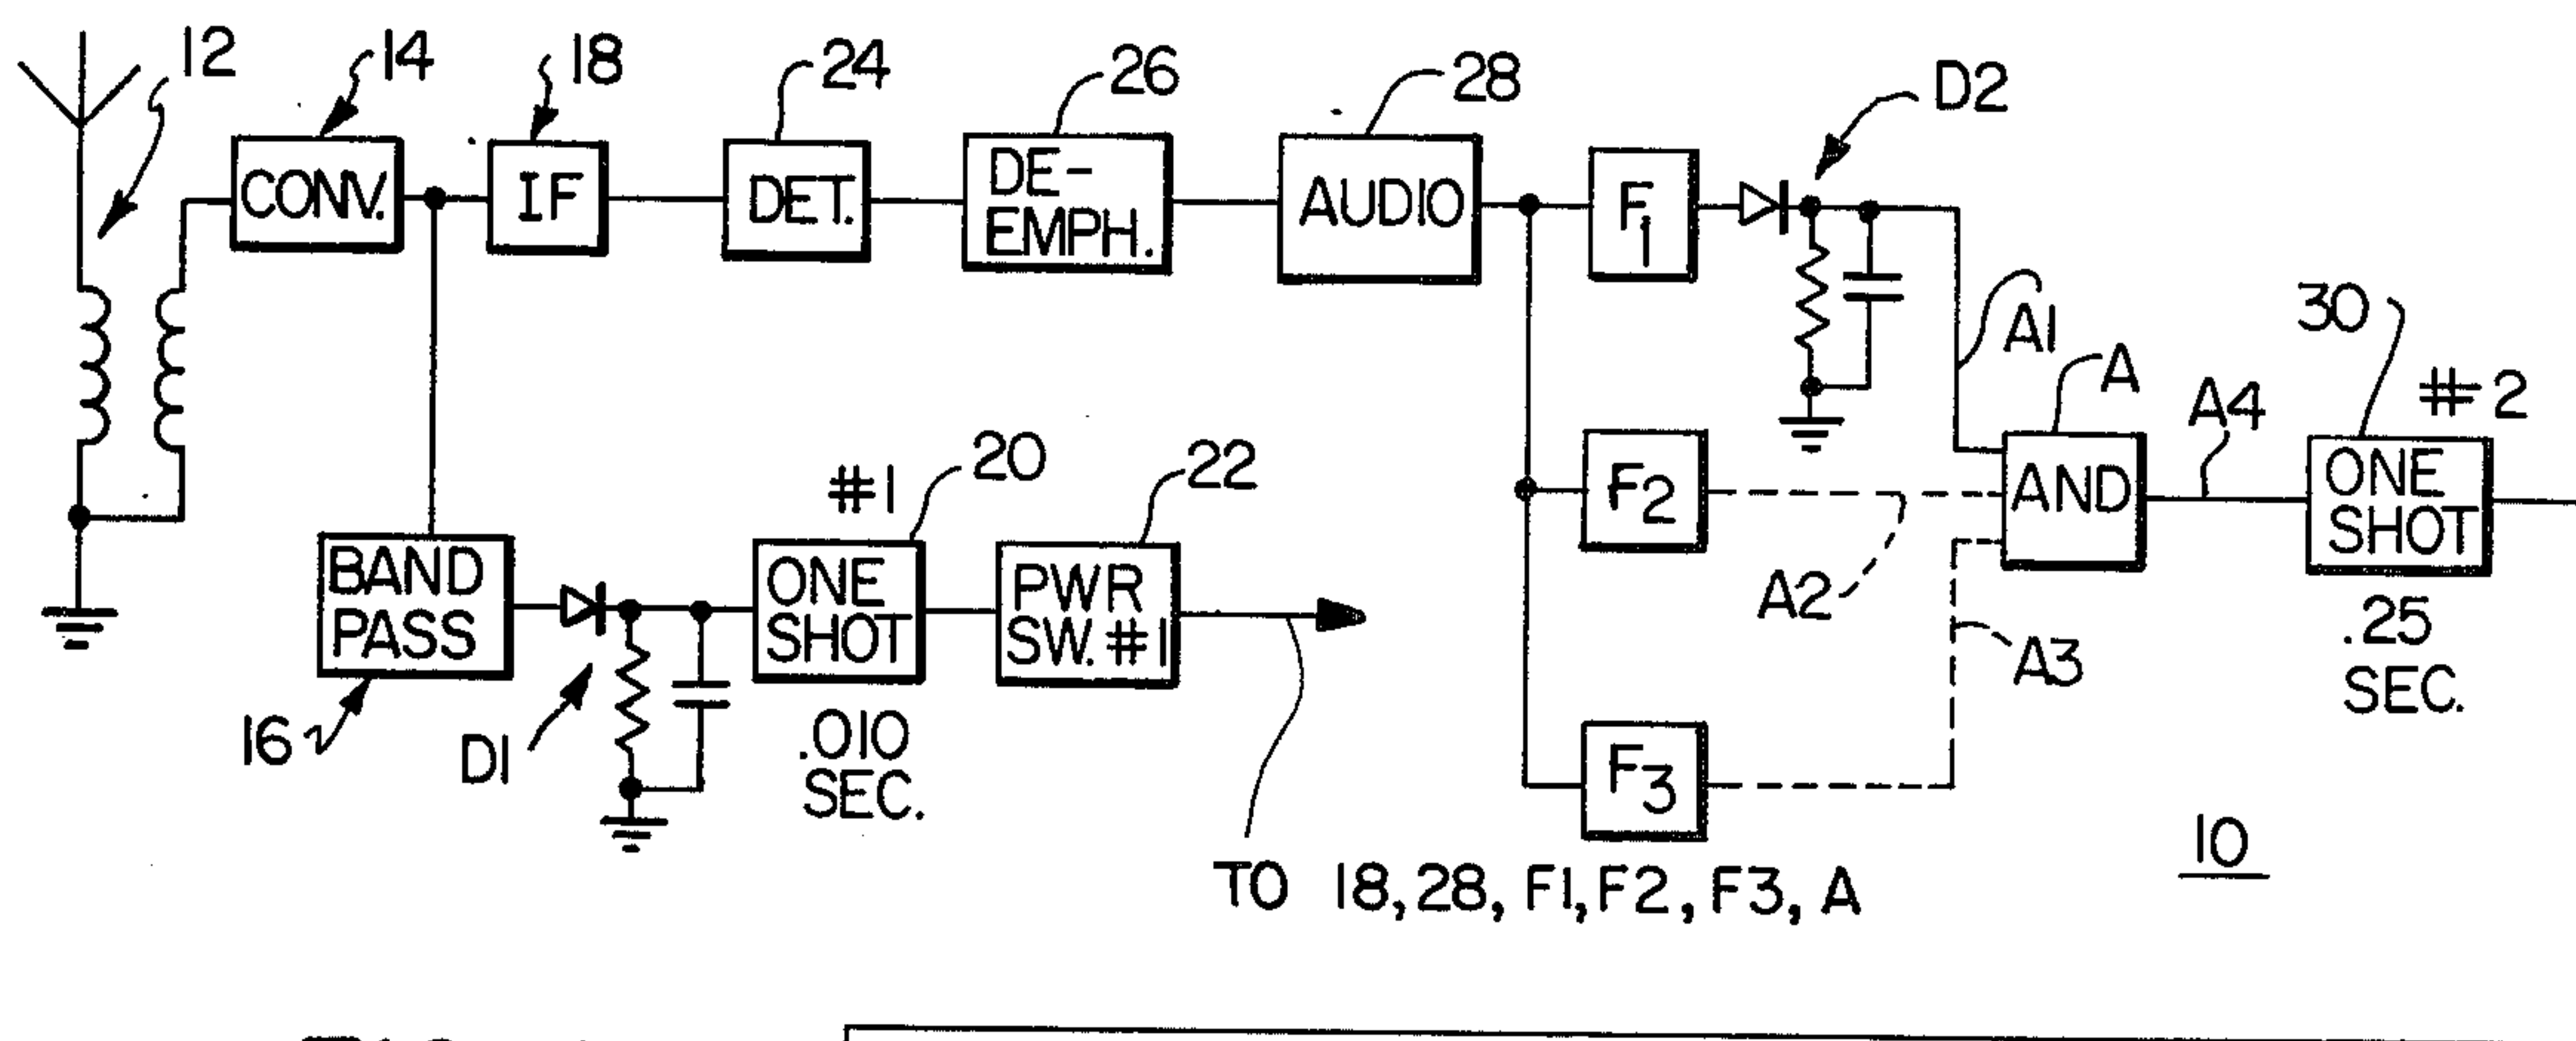 12
14
18
24
26
28
D2
CONV.
IF
DET.
DE-
EMPH.
AUDIO
F1
A1
A
30
#2
A4
#1
20
22
BAND
PASS
ONE
SHOT
PWR
SW. #1
F2
AND
ONE
SHOT
A2
A3
.25
SEC.
16
D1
.010
SEC.
F3
TO 18, 28, F1, F2, F3, A
10